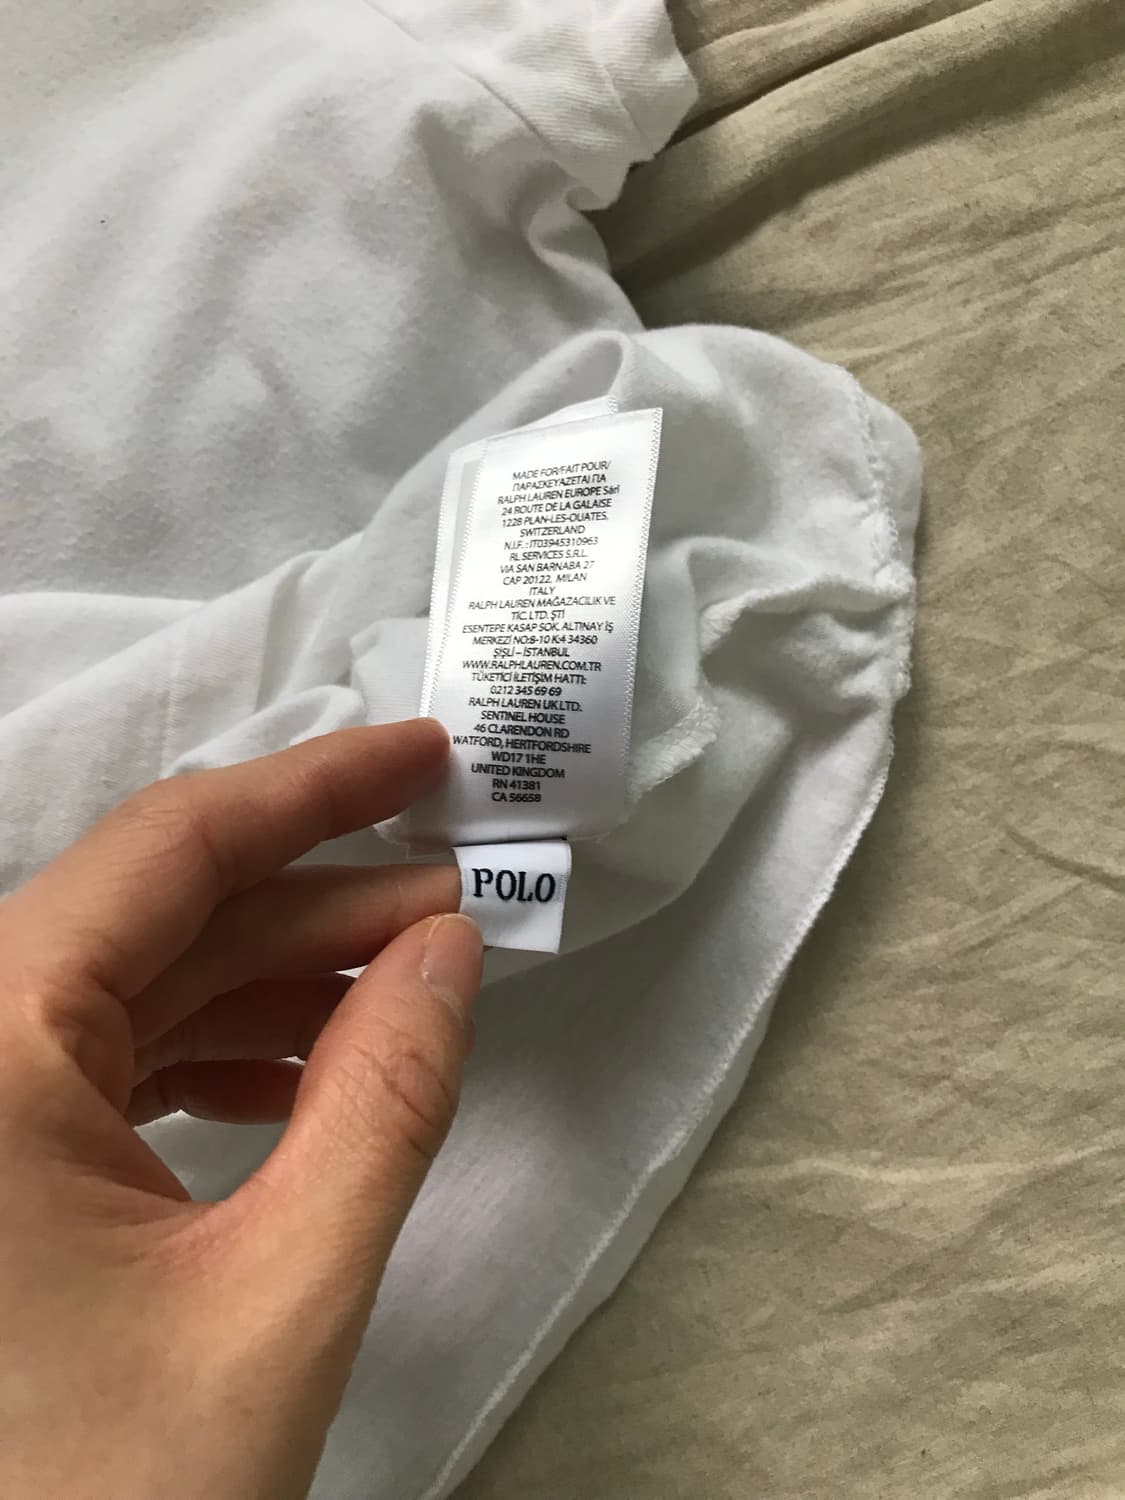 MADE FOR/FAIT POUR/
ΠΑΡΑΣΚΕΥΑΖΕΤΑΙ ΓΙΑ
RALPH LAUREN EUROPE Sàrl
24 ROUTE DE LA GALAISE
1228 PLAN-LES-OUATES,
SWITZERLAND
N.I.F. : IT03945310963
RL SERVICES S.R.L.
VIA SAN BARNABA 27
CAP 20122, MILAN
ITALY
RALPH LAUREN MAĞAZACILIK VE
TİC. LTD. ŞTİ
ESENTEPE KASAP SOK. ALTINAY İŞ
MERKEZİ NO:8-10 K:4 34360
ŞİŞLİ – İSTANBUL
WWW.RALPHLAUREN.COM.TR
TÜKETİCİ İLETİŞİM HATTI:
0212 345 69 69
RALPH LAUREN UK LTD.
SENTINEL HOUSE
46 CLARENDON RD
WATFORD, HERTFORDSHIRE
WD17 1HE
UNITED KINGDOM
RN 41381
CA 56658
POLO